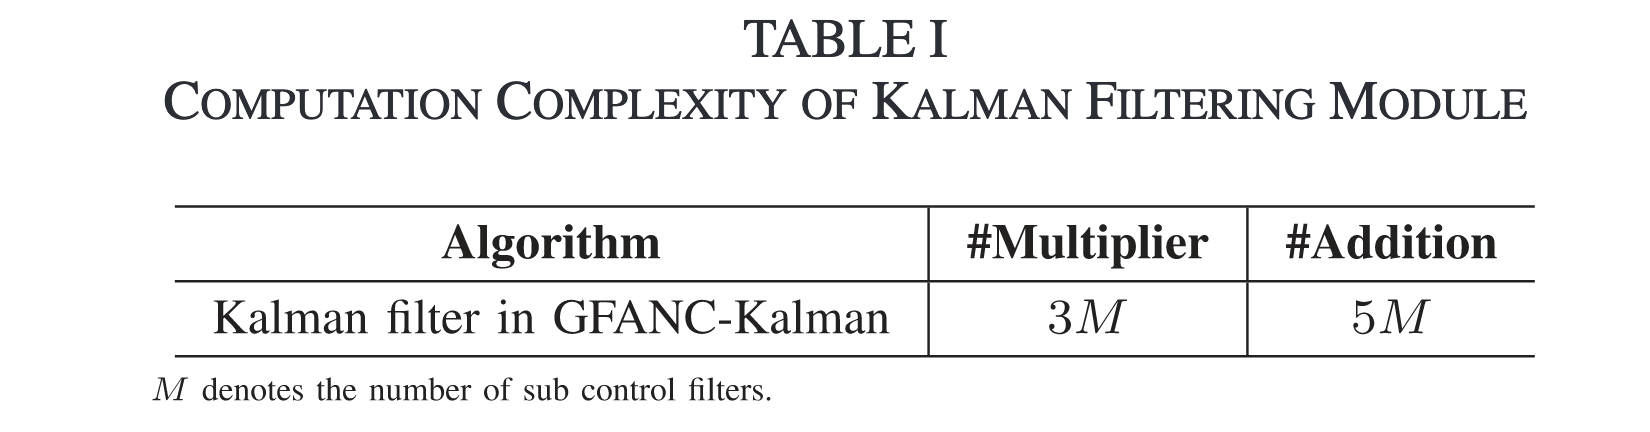 TABLE I
COMPUTATION COMPLEXITY OF KALMAN FILTERING MODULE
Algorithm #Multiplier #Addition
Kalman filter in GFANC-Kalman 3M 5M
M denotes the number of sub control filters.